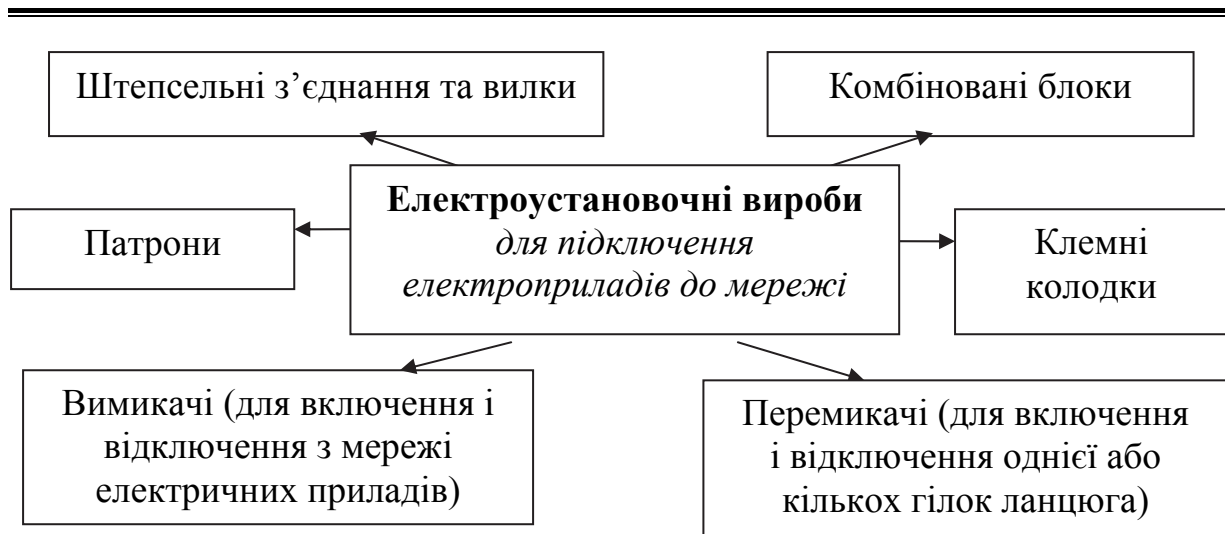 Штепсельні з’єднання та вилки
Комбіновані блоки
Електроустановочні вироби
для підключення
електроприладів до мережі
Патрони
Клемні
колодки
Вимикачі (для включення і
відключення з мережі
електричних приладів)
Перемикачі (для включення
і відключення однієї або
кількох гілок ланцюга)